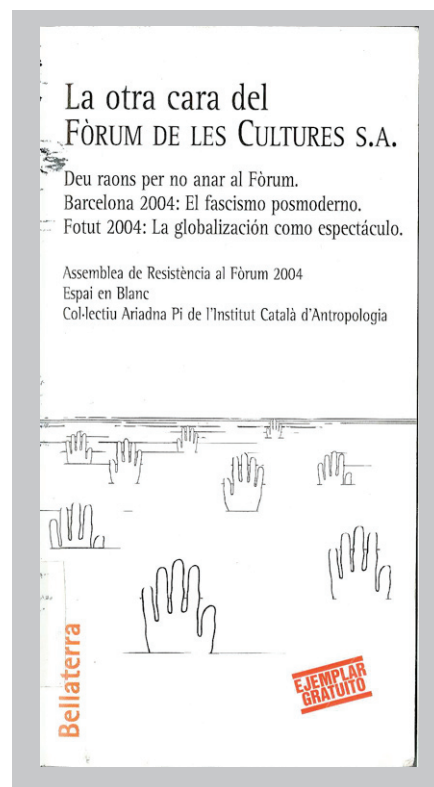 La otra cara del
FÒRUM DE LES CULTURES S.A.
Deu raons per no anar al Fòrum.
Barcelona 2004: El fascismo posmoderno.
Fotut 2004: La globalización como espectáculo.
Assemblea de Resistència al Fòrum 2004
Espai en Blanc
Col·lectiu Ariadna Pi de l'Institut Català d'Antropologia
Bellaterra
EJEMPLAR
GRATUITO